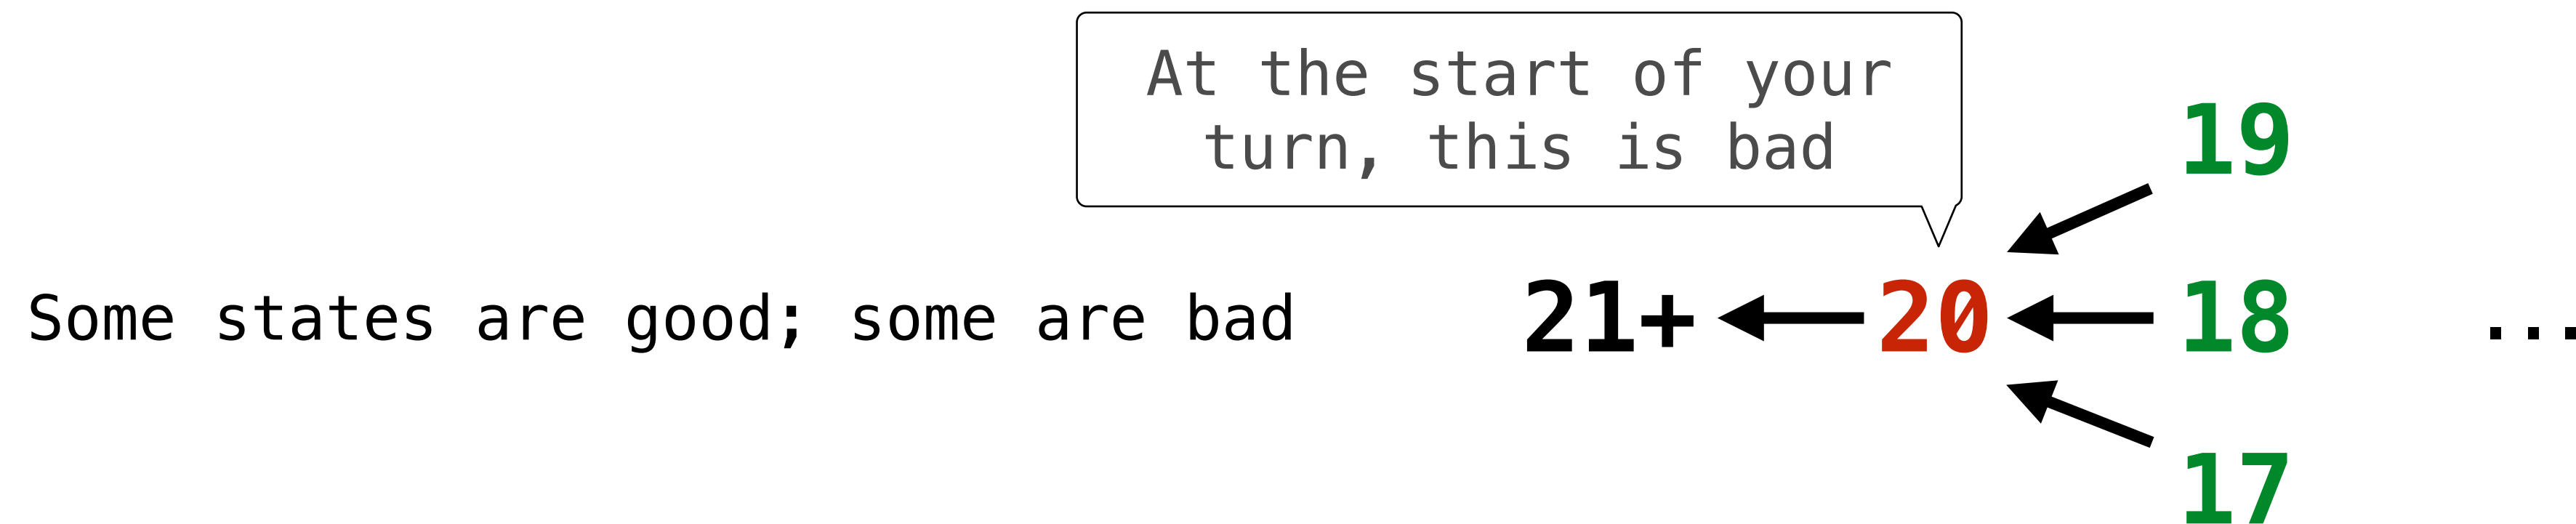 At the start of your
turn, this is bad
19
Some states are good; some are bad
21+
20
18
...
17